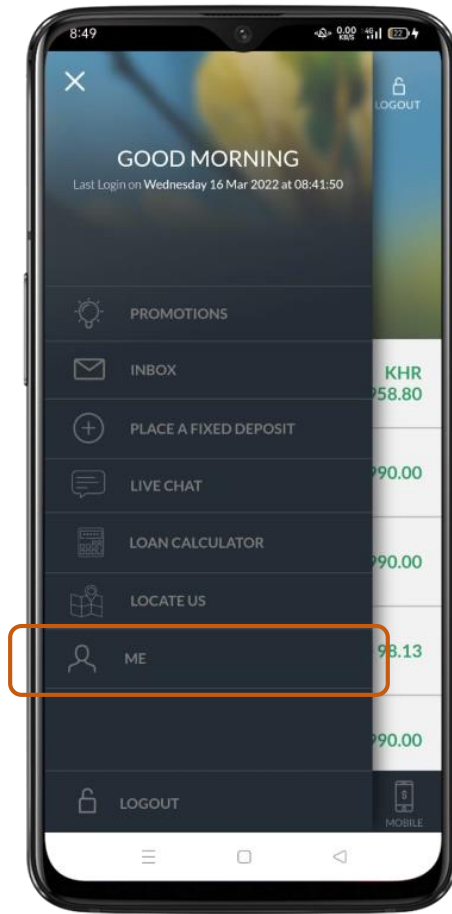 8:49
0.00
KB/S
46
22
LOGOUT
GOOD MORNING
Last Login on Wednesday 16 Mar 2022 at 08:41:50
PROMOTIONS
INBOX
KHR
958.80
PLACE A FIXED DEPOSIT
LIVE CHAT
990.00
LOAN CALCULATOR
990.00
LOCATE US
ME
98.13
990.00
LOGOUT
$
MOBILE